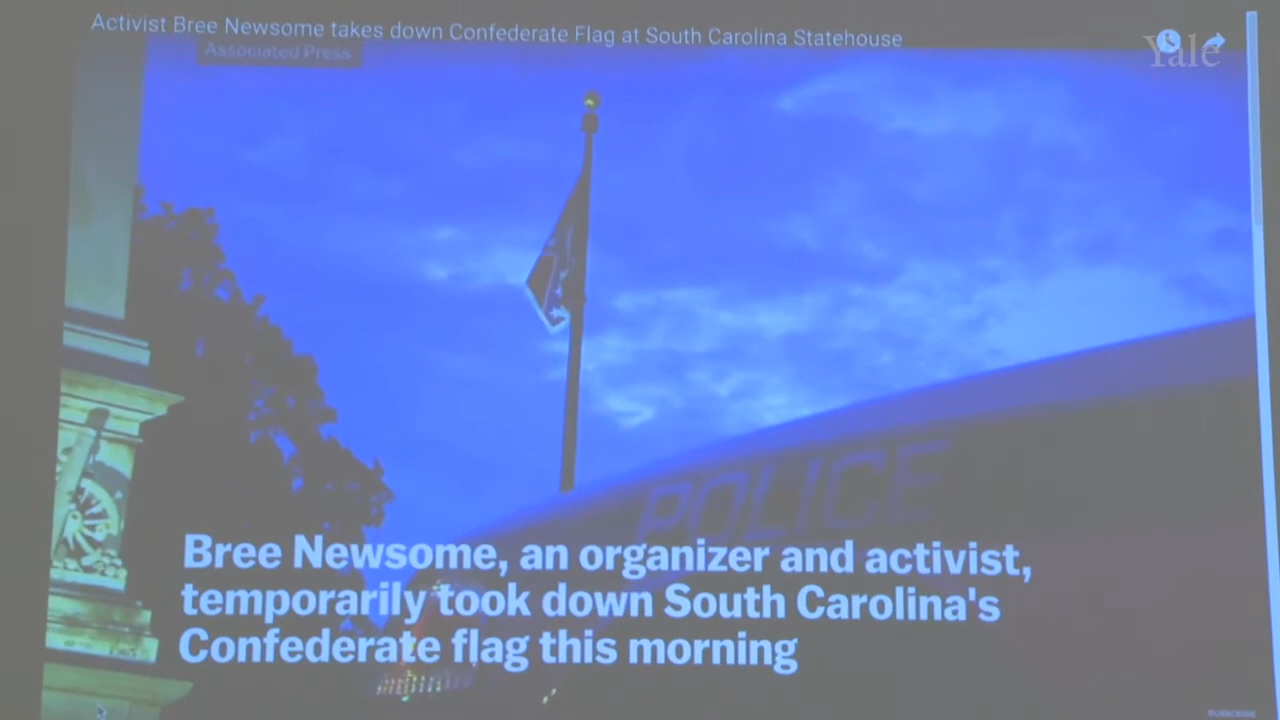 Activist Bree Newsome takes down Confederate Flag at South Carolina Statehouse
Associated Press
Yale
POLICE
Bree Newsome, an organizer and activist,
temporarily took down South Carolina's
Confederate flag this morning
SUBSCRIBE